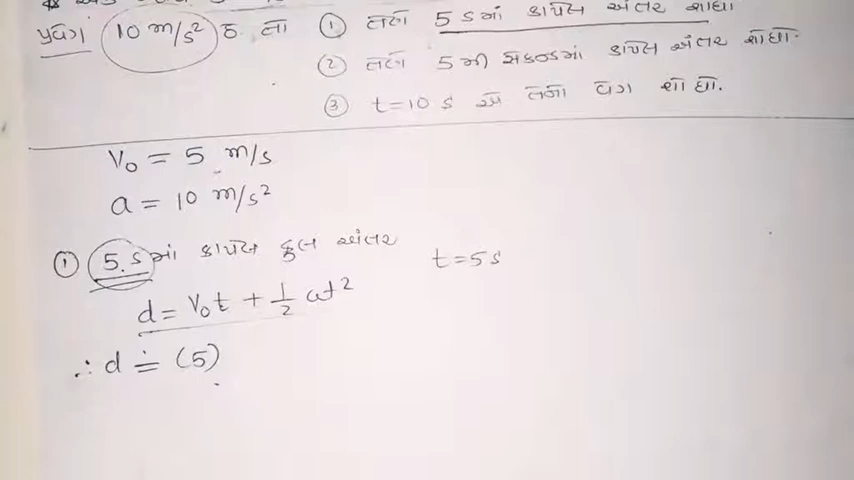 પ્રવેગ 10 m/s² છે તો ① તેણે 5 s માં કાપેલ અંતર શોધો
② તેણે 5 મી સેકન્ડમાં કાપેલ અંતર શોધો.
③ t = 10 s એ તેનો વેગ શોધો.
V₀ = 5 m/s
a = 10 m/s²
① 5 s માં કાપેલ કુલ અંતર t = 5 s
d = V₀t + 1/2 at²
∴ d = (5)